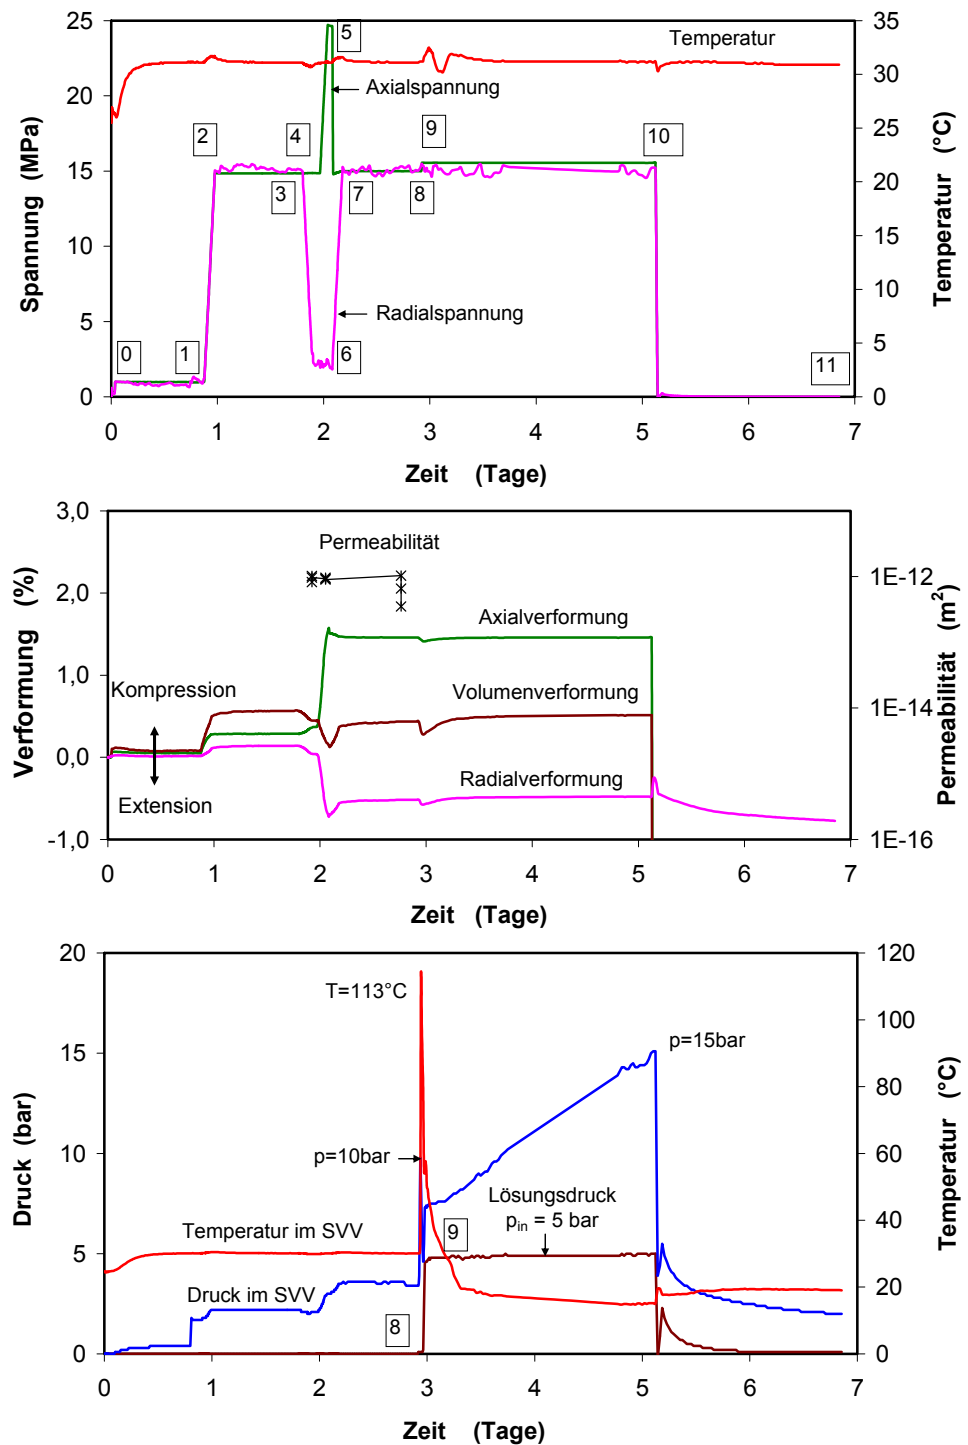 25
20
15
10
5
0
Spannung (MPa)
35
30
25
20
15
10
5
0
Temperatur (°C)
Temperatur
Axialspannung
Radialspannung
0
1
2
3
4
5
6
7
8
9
10
11
0 1 2 3 4 5 6 7
Zeit (Tage)
3,0
2,0
1,0
0,0
-1,0
Verformung (%)
1E-12
1E-14
1E-16
Permeabilität (m²)
Permeabilität
Axialverformung
Kompression
Volumenverformung
Extension
Radialverformung
0 1 2 3 4 5 6 7
Zeit (Tage)
20
15
10
5
0
Druck (bar)
120
100
80
60
40
20
0
Temperatur (°C)
T=113°C
p=15bar
p=10bar
Lösungsdruck
pin = 5 bar
Temperatur im SVV
9
Druck im SVV
8
0 1 2 3 4 5 6 7
Zeit (Tage)